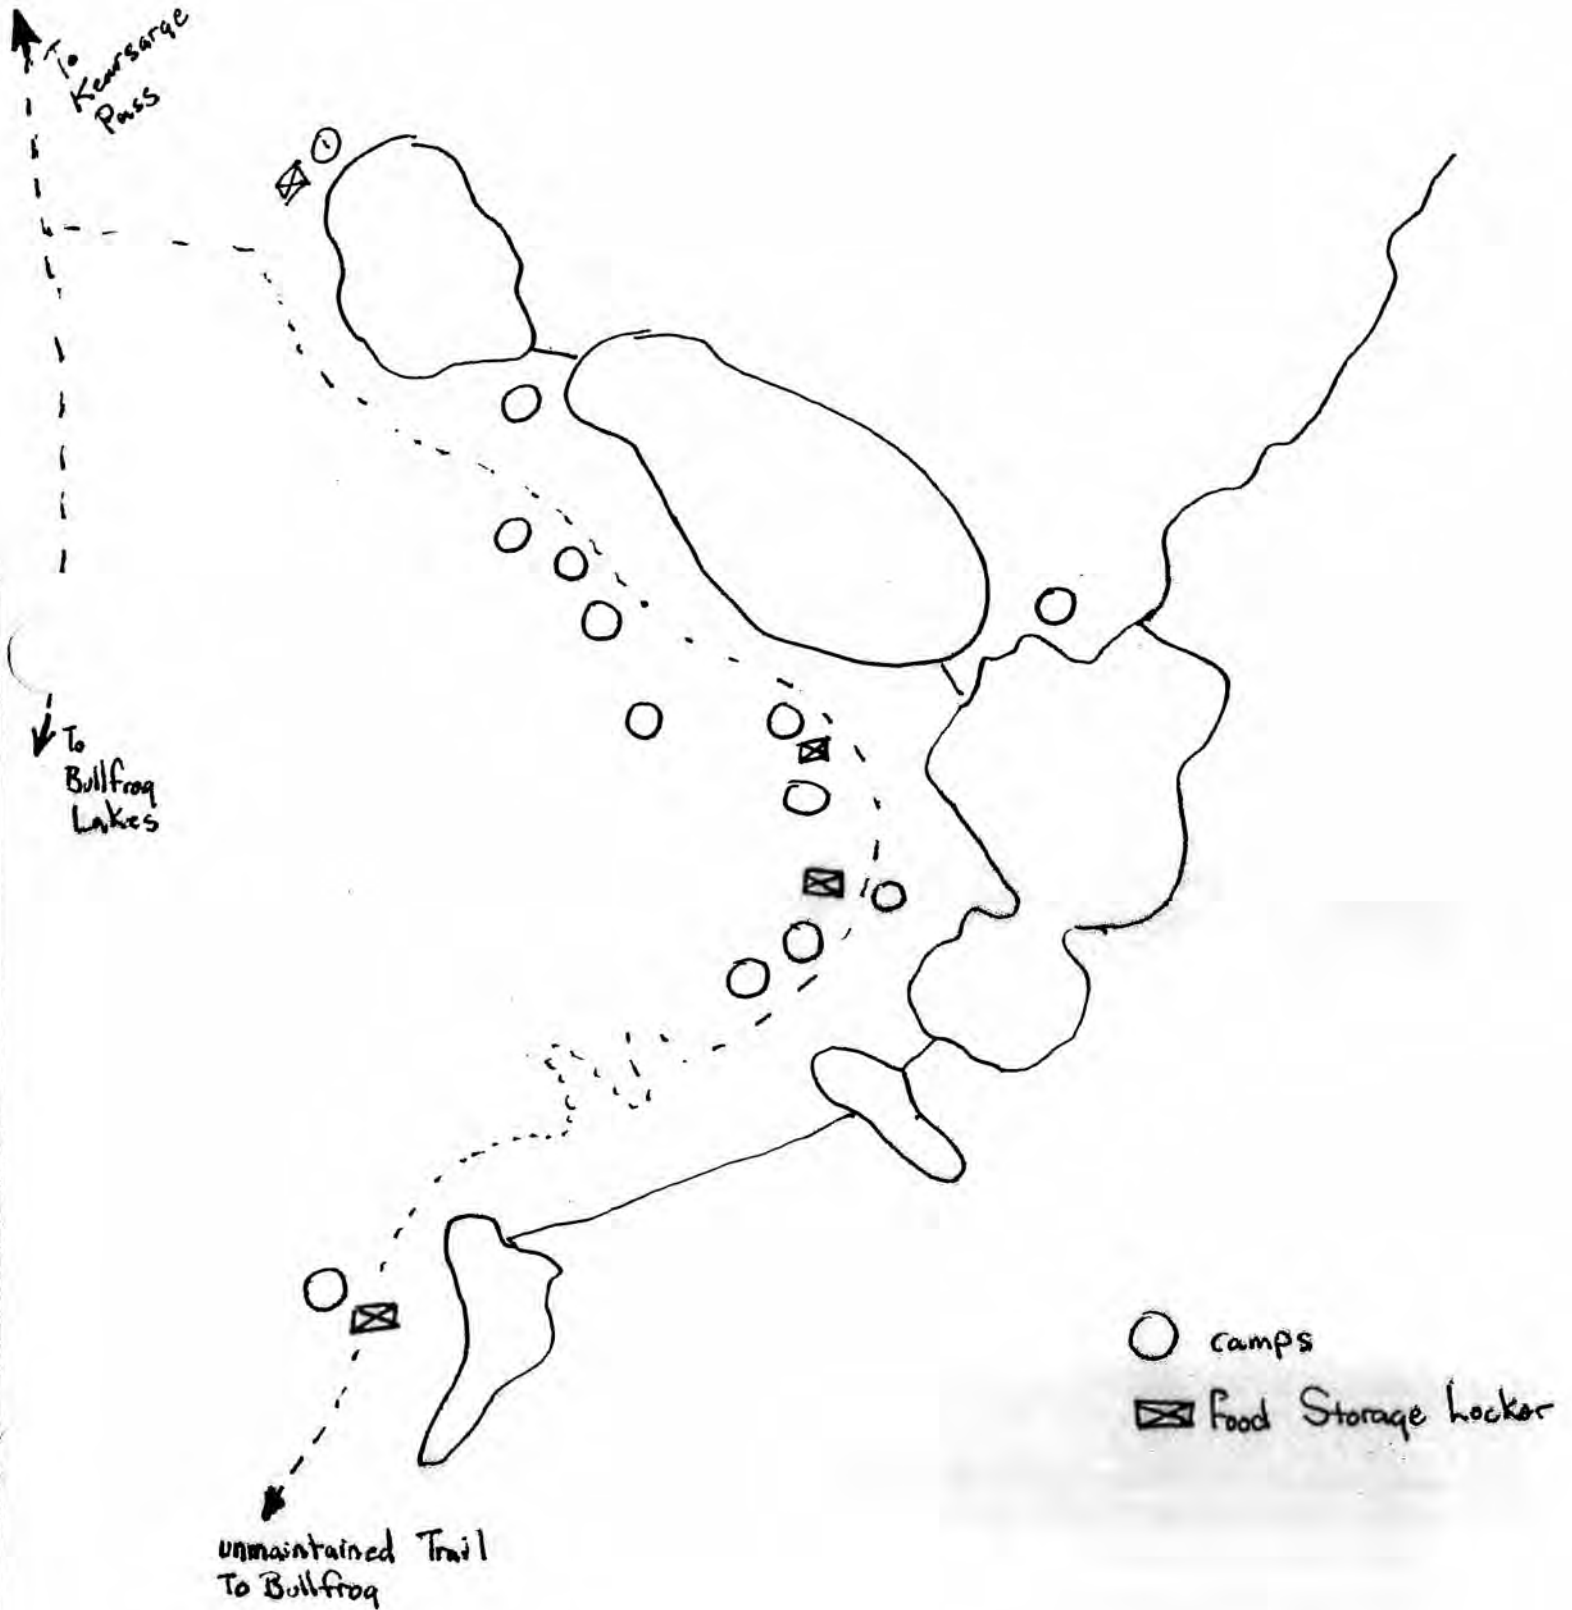 To
Kearsarge
Pass
To
Bullfrog
Lakes
camps
Food Storage Locker
unmaintained Trail
To Bullfrog